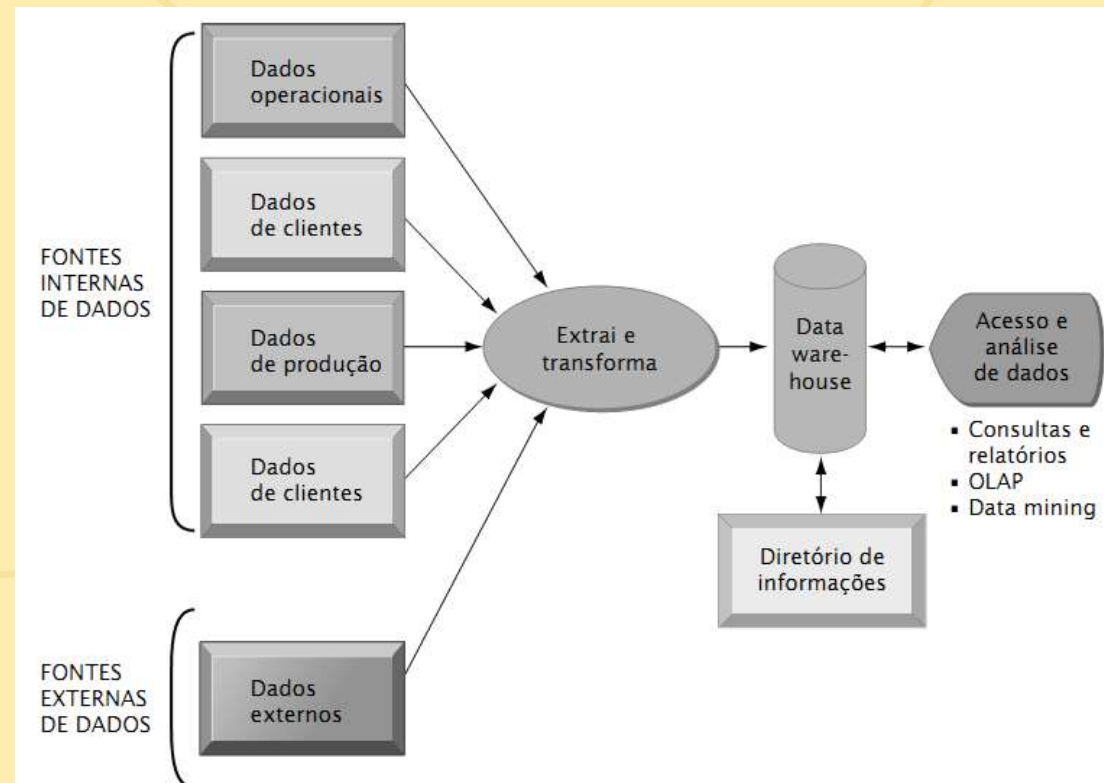 FONTES
INTERNAS
DE DADOS
Dados
operacionais
Dados
de clientes
Dados
de produção
Dados
de clientes
FONTES
EXTERNAS
DE DADOS
Dados
externos
Extrai e
transforma
Data
ware-
house
Diretório de
informações
Acesso e
análise
de dados
▪ Consultas e
relatórios
▪ OLAP
▪ Data mining